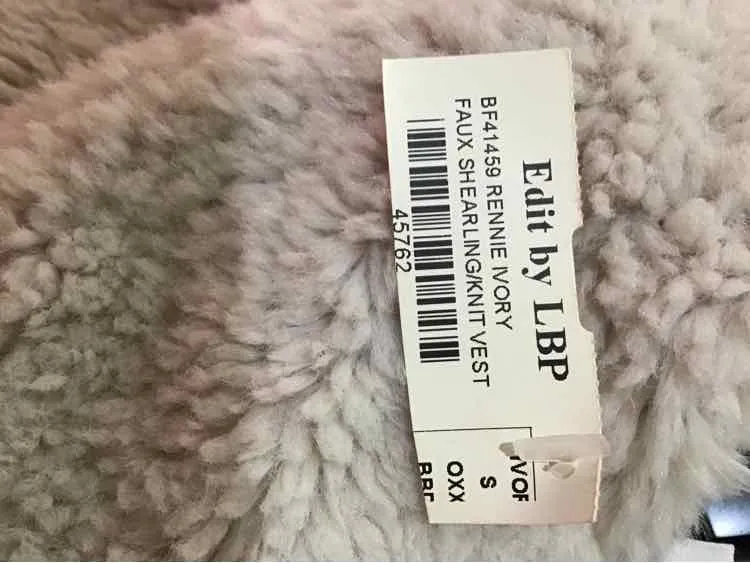 Edit by LBP
BF41459 RENNIE IVORY
FAUX SHEARLING/KNIT VEST
45762
S
OXX